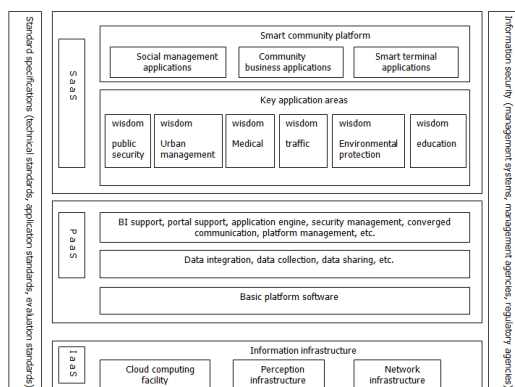 Standard specifications (technical standards, application standards, evaluation standards)
SaaS
Smart community platform
Social management
applications
Community
business applications
Smart terminal
applications
Key application areas
wisdom
public
security
wisdom
Urban
management
wisdom
Medical
wisdom
traffic
wisdom
Environmental
protection
wisdom
education
PaaS
BI support, portal support, application engine, security management, converged
communication, platform management, etc.
Data integration, data collection, data sharing, etc.
Basic platform software
IaaS
Information infrastructure
Cloud computing
facility
Perception
infrastructure
Network
infrastructure
Information security (management systems, management agencies, regulatory agencies)